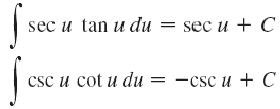 ∫ sec u tan u du = sec u + C
∫ csc u cot u du = −csc u + C